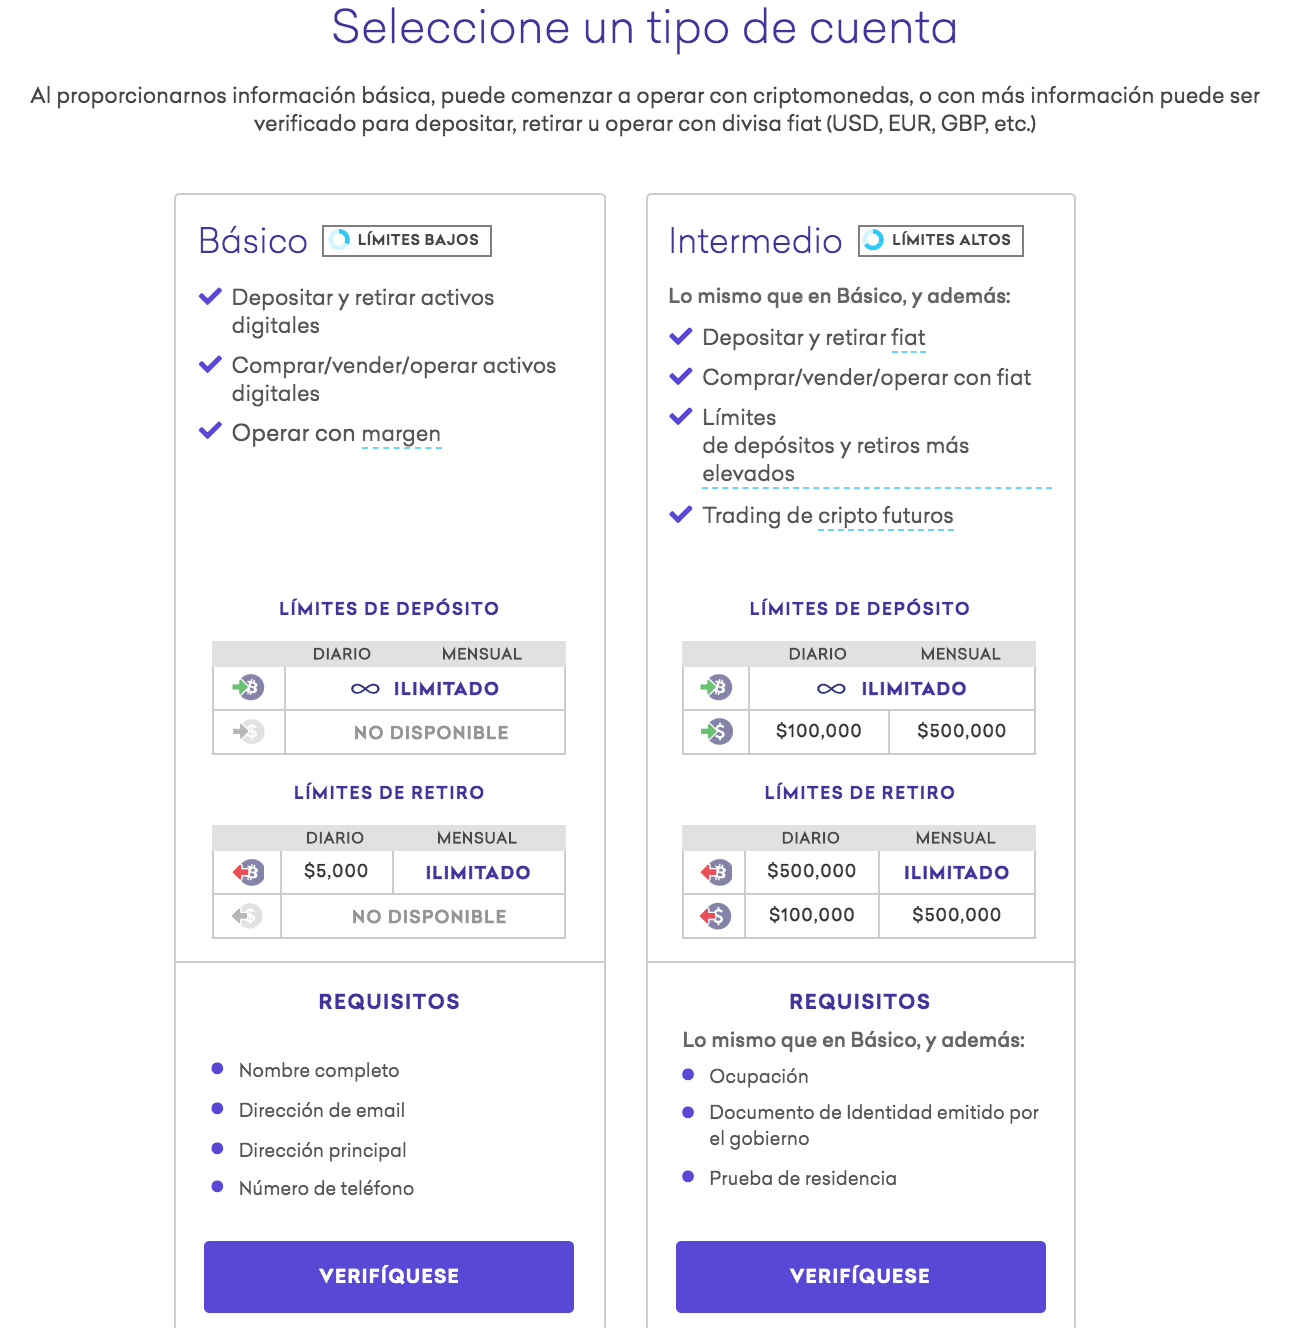 Seleccione un tipo de cuenta
Al proporcionarnos información básica, puede comenzar a operar con criptomonedas, o con más información puede ser
verificado para depositar, retirar u operar con divisa fiat (USD, EUR, GBP, etc.)
Básico LÍMITES BAJOS
Depositar y retirar activos
digitales
Comprar/vender/operar activos
digitales
Operar con margen
LÍMITES DE DEPÓSITO
DIARIO MENSUAL
ILIMITADO
NO DISPONIBLE
LÍMITES DE RETIRO
DIARIO MENSUAL
$5,000 ILIMITADO
NO DISPONIBLE
REQUISITOS
Nombre completo
Dirección de email
Dirección principal
Número de teléfono
VERIFÍQUESE
Intermedio LÍMITES ALTOS
Lo mismo que en Básico, y además:
Depositar y retirar fiat
Comprar/vender/operar con fiat
Límites
de depósitos y retiros más
elevados
Trading de cripto futuros
LÍMITES DE DEPÓSITO
DIARIO MENSUAL
ILIMITADO
$100,000 $500,000
LÍMITES DE RETIRO
DIARIO MENSUAL
$500,000 ILIMITADO
$100,000 $500,000
REQUISITOS
Lo mismo que en Básico, y además:
Ocupación
Documento de Identidad emitido por
el gobierno
Prueba de residencia
VERIFÍQUESE